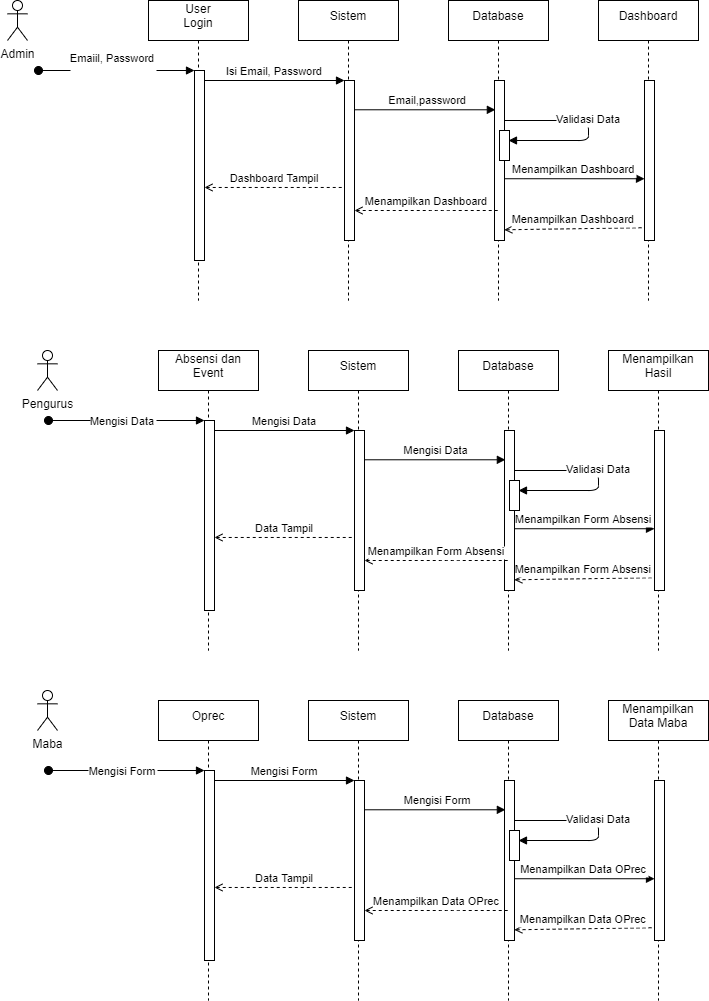 User
Login
Sistem
Database
Dashboard
Admin
Emaiil, Password
Isi Email, Password
Email,password
Validasi Data
Menampilkan Dashboard
Dashboard Tampil
Menampilkan Dashboard
Menampilkan Dashboard
Absensi dan
Event
Sistem
Database
Menampilkan
Hasil
Pengurus
Mengisi Data
Mengisi Data
Mengisi Data
Validasi Data
Menampilkan Form Absensi
Data Tampil
Menampilkan Form Absensi
Menampilkan Form Absensi
Oprec
Sistem
Database
Menampilkan
Data Maba
Maba
Mengisi Form
Mengisi Form
Mengisi Form
Validasi Data
Menampilkan Data OPrec
Data Tampil
Menampilkan Data OPrec
Menampilkan Data OPrec